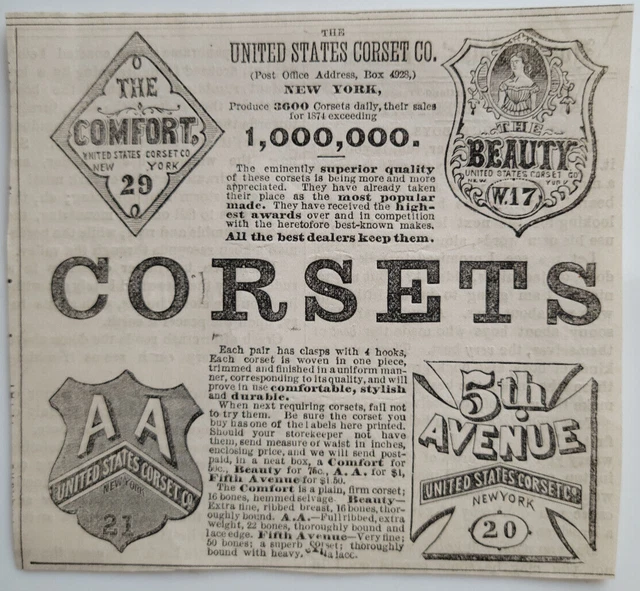 THE
UNITED STATES CORSET CO.
(Post Office Address, Box 4928,)
NEW YORK,
Produce 3600 Corsets daily, their sales
for 1874 exceeding
1,000,000.
THE
COMFORT.
UNITED STATES CORSET CO
NEW YORK
29
THE
BEAUTY
UNITED STATES CORSET CO
NEW YORK
W.17.
The eminently superior quality
of these corsets is being more and more
appreciated. They have already taken
their place as the most popular
made. They have received the high-
est awards over and in competition
with the heretofore best-known makes.
All the best dealers keep them.
CORSETS
AA
UNITED STATES CORSET CO.
NEW YORK
21
Each pair has clasps with 4 hooks,
Each corset is woven in one piece,
trimmed and finished in a uniform man-
ner, corresponding to its quality, and will
prove in use comfortable, stylish
and durable.
When next requiring corsets, fail not
to try them. Be sure the corset you
buy has one of the labels here printed.
Should your storekeeper not have
them, send measure of waist in inches,
enclosing price, and we will send post-
paid, in a neat box, a Comfort for
Beauty for 75c., A. A. for $1,
Fifth Avenue for $1 50.
The Comfort is a plain, firm corset;
16 bones, hemmed selvage. Beauty—
Extra fine, ribbed breast, 16 bones, thor-
oughly bound. A.A.—Full ribbed, extra
weight, 22 bones, thorougly bound and
lace edge. Fifth Avenue—Very fine;
50 bones; a superb corset; thoroughly
bound with heavy, lace.
5th
AVENUE
UNITED STATES CORSET CO.
NEW YORK
20